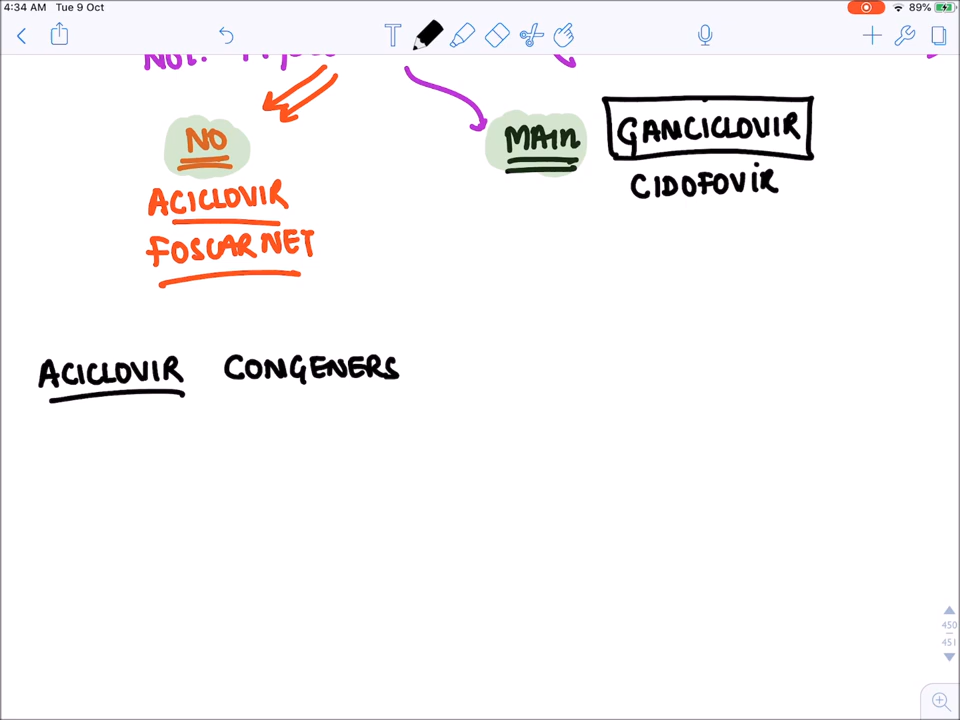 4:34 AM Tue 9 Oct
89%
T
NO
MAIN
GANCICLOVIR
CIDOFOVIR
ACICLOVIR
FOSCARNET
ACICLOVIR CONGENERS
450
451